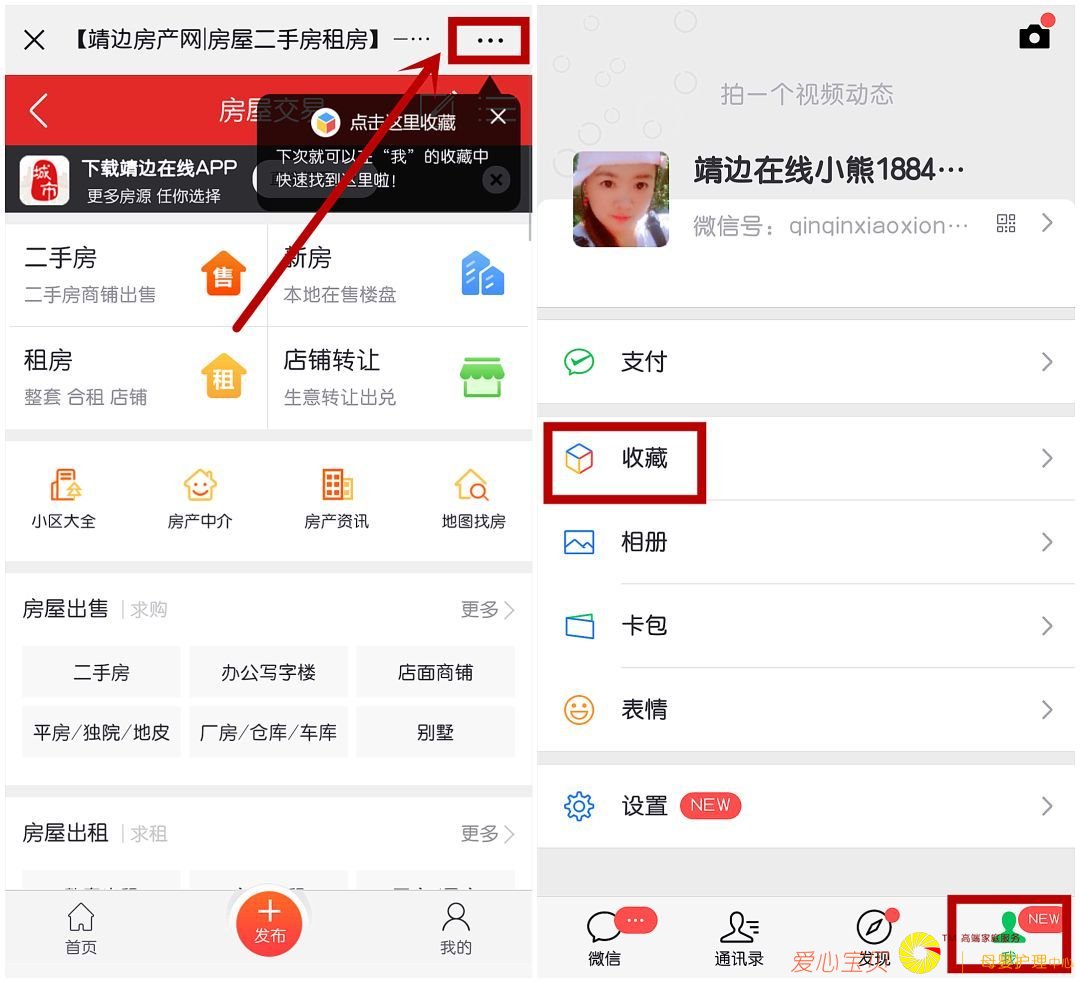 【靖边房产网|房屋二手房租房】 一…
房屋交易
点击这里收藏
下次就可以在“我”的收藏中
快速找到这里啦!
城市
下载靖边在线APP
更多房源 任你选择
二手房
二手房商铺出售
售
新房
本地在售楼盘
租房
整套 合租 店铺
租
店铺转让
生意转让出兑
小区大全
房产中介
房产资讯
地图找房
房屋出售 | 求购
更多
二手房
办公写字楼
店面商铺
平房/独院/地皮
厂房/仓库/车库
别墅
房屋出租 | 求租
更多
首页
发布
我的
拍一个视频动态
靖边在线小熊1884…
微信号：qinqinxiaoxion…
支付
收藏
相册
卡包
表情
设置
NEW
微信
通讯录
发现
NEW
我
爱心宝贝
TM 高端家庭服务
母婴护理中心